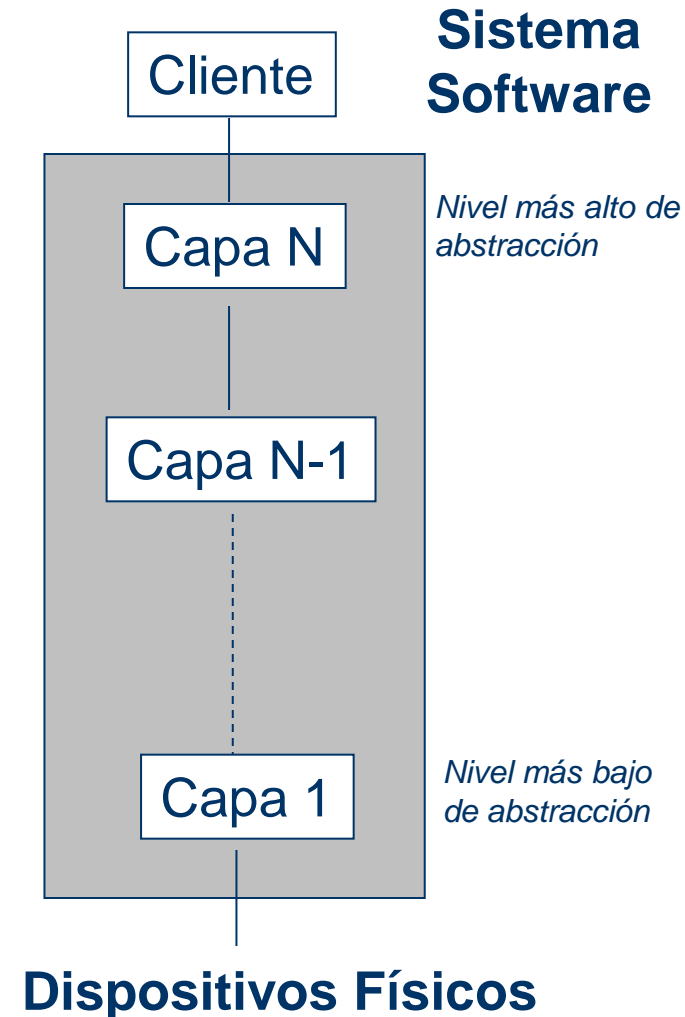 Sistema
Software
Cliente
Nivel más alto de
abstracción
Capa N
Capa N-1
Nivel más bajo
de abstracción
Capa 1
Dispositivos Físicos